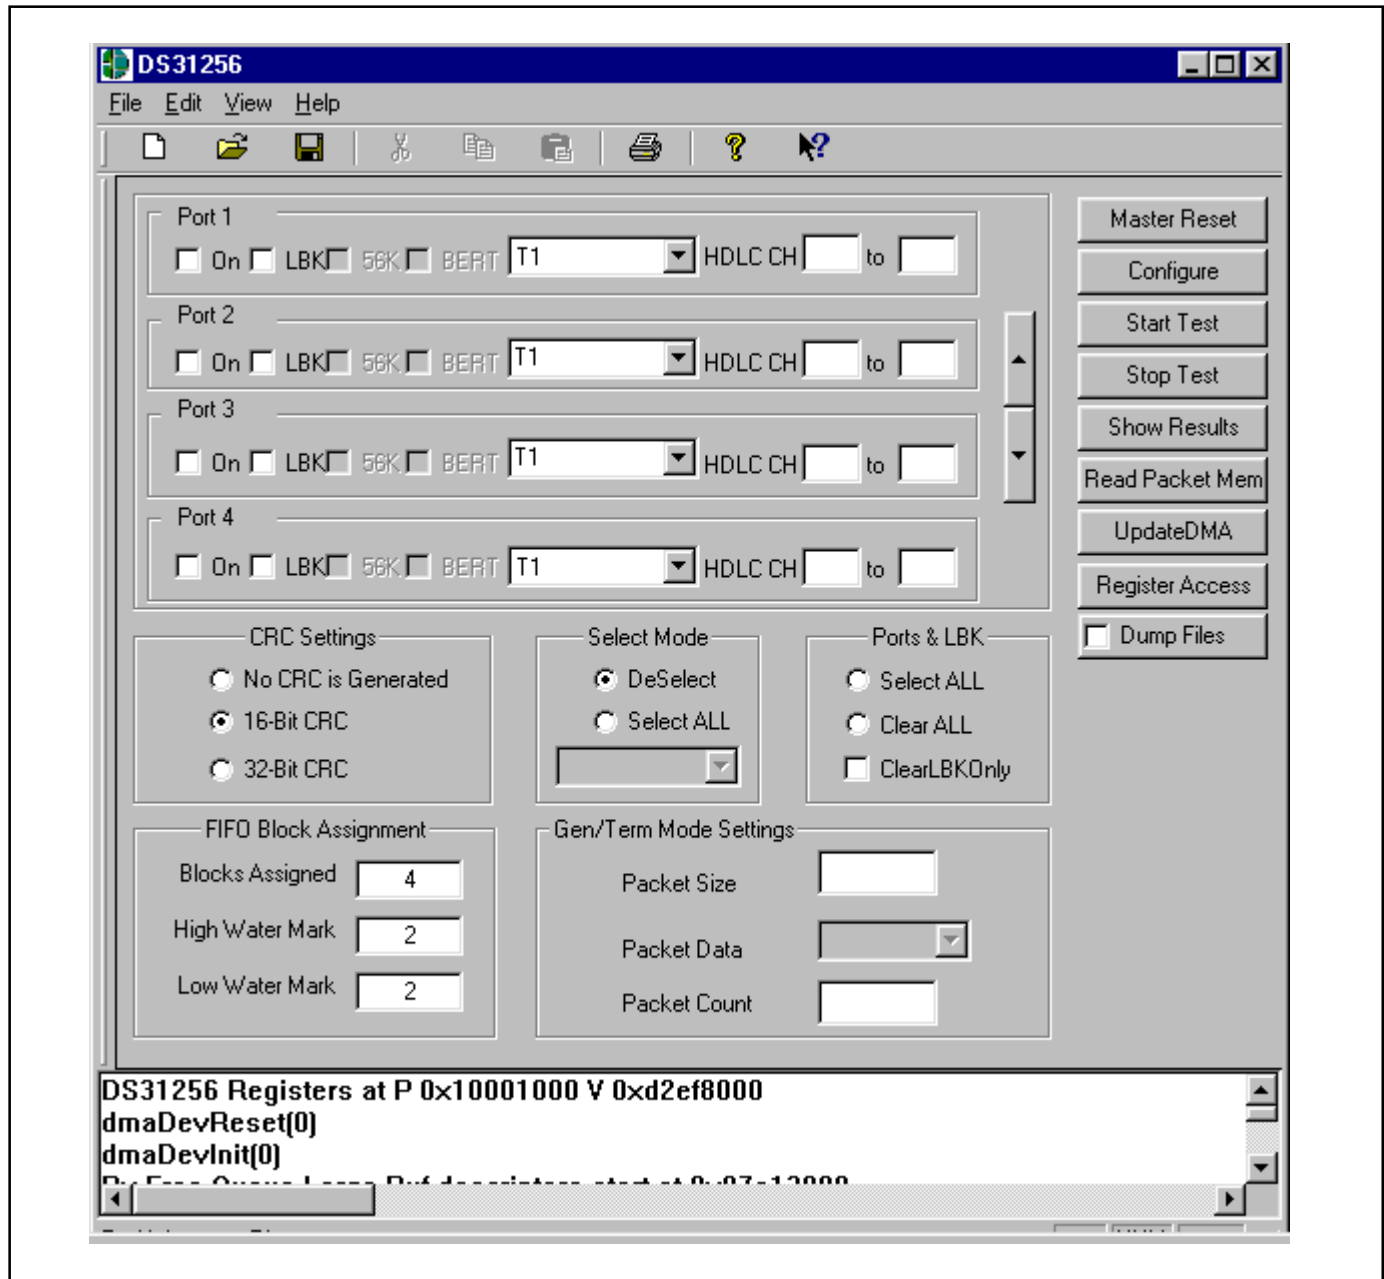 DS31256
File Edit View Help
Port 1
On LBK 56K BERT T1 HDLC CH to
Port 2
On LBK 56K BERT T1 HDLC CH to
Port 3
On LBK 56K BERT T1 HDLC CH to
Port 4
On LBK 56K BERT T1 HDLC CH to
Master Reset
Configure
Start Test
Stop Test
Show Results
Read Packet Mem
UpdateDMA
Register Access
Dump Files
CRC Settings
No CRC is Generated
16-Bit CRC
32-Bit CRC
Select Mode
DeSelect
Select ALL
Ports & LBK
Select ALL
Clear ALL
ClearLBKOnly
FIFO Block Assignment
Blocks Assigned 4
High Water Mark 2
Low Water Mark 2
Gen/Term Mode Settings
Packet Size
Packet Data
Packet Count
DS31256 Registers at P 0x10001000 V 0xd2ef8000
dmaDevReset(0)
dmaDevInit(0)